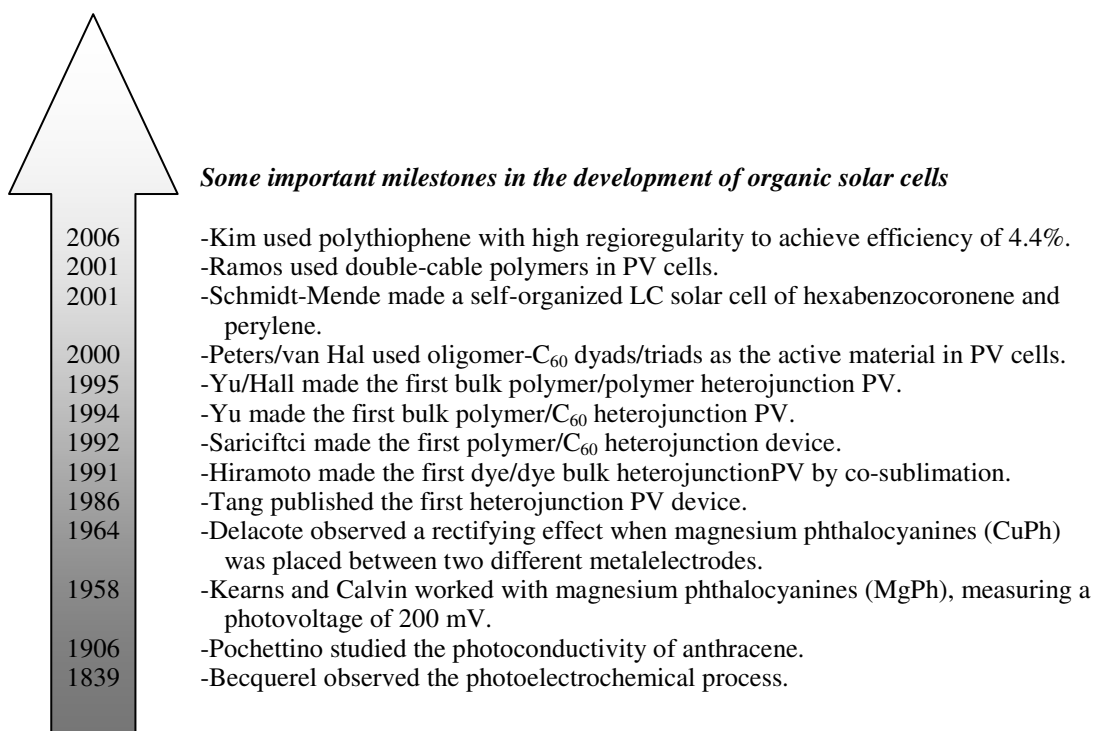 Some important milestones in the development of organic solar cells
2006 -Kim used polythiophene with high regioregularity to achieve efficiency of 4.4%.
2001 -Ramos used double-cable polymers in PV cells.
2001 -Schmidt-Mende made a self-organized LC solar cell of hexabenzocoronene and
perylene.
2000 -Peters/van Hal used oligomer-C₆₀ dyads/triads as the active material in PV cells.
1995 -Yu/Hall made the first bulk polymer/polymer heterojunction PV.
1994 -Yu made the first bulk polymer/C₆₀ heterojunction PV.
1992 -Sariciftci made the first polymer/C₆₀ heterojunction device.
1991 -Hiramoto made the first dye/dye bulk heterojunctionPV by co-sublimation.
1986 -Tang published the first heterojunction PV device.
1964 -Delacote observed a rectifying effect when magnesium phthalocyanines (CuPh)
was placed between two different metalelectrodes.
1958 -Kearns and Calvin worked with magnesium phthalocyanines (MgPh), measuring a
photovoltage of 200 mV.
1906 -Pochettino studied the photoconductivity of anthracene.
1839 -Becquerel observed the photoelectrochemical process.